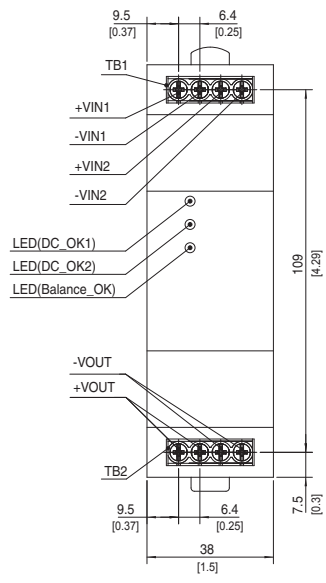 9.5
[0.37]
6.4
[0.25]
TB1
+VIN1
-VIN1
+VIN2
-VIN2
LED(DC_OK1)
LED(DC_OK2)
LED(Balance_OK)
109
[4.29]
-VOUT
+VOUT
TB2
9.5
[0.37]
6.4
[0.25]
7.5
[0.3]
38
[1.5]